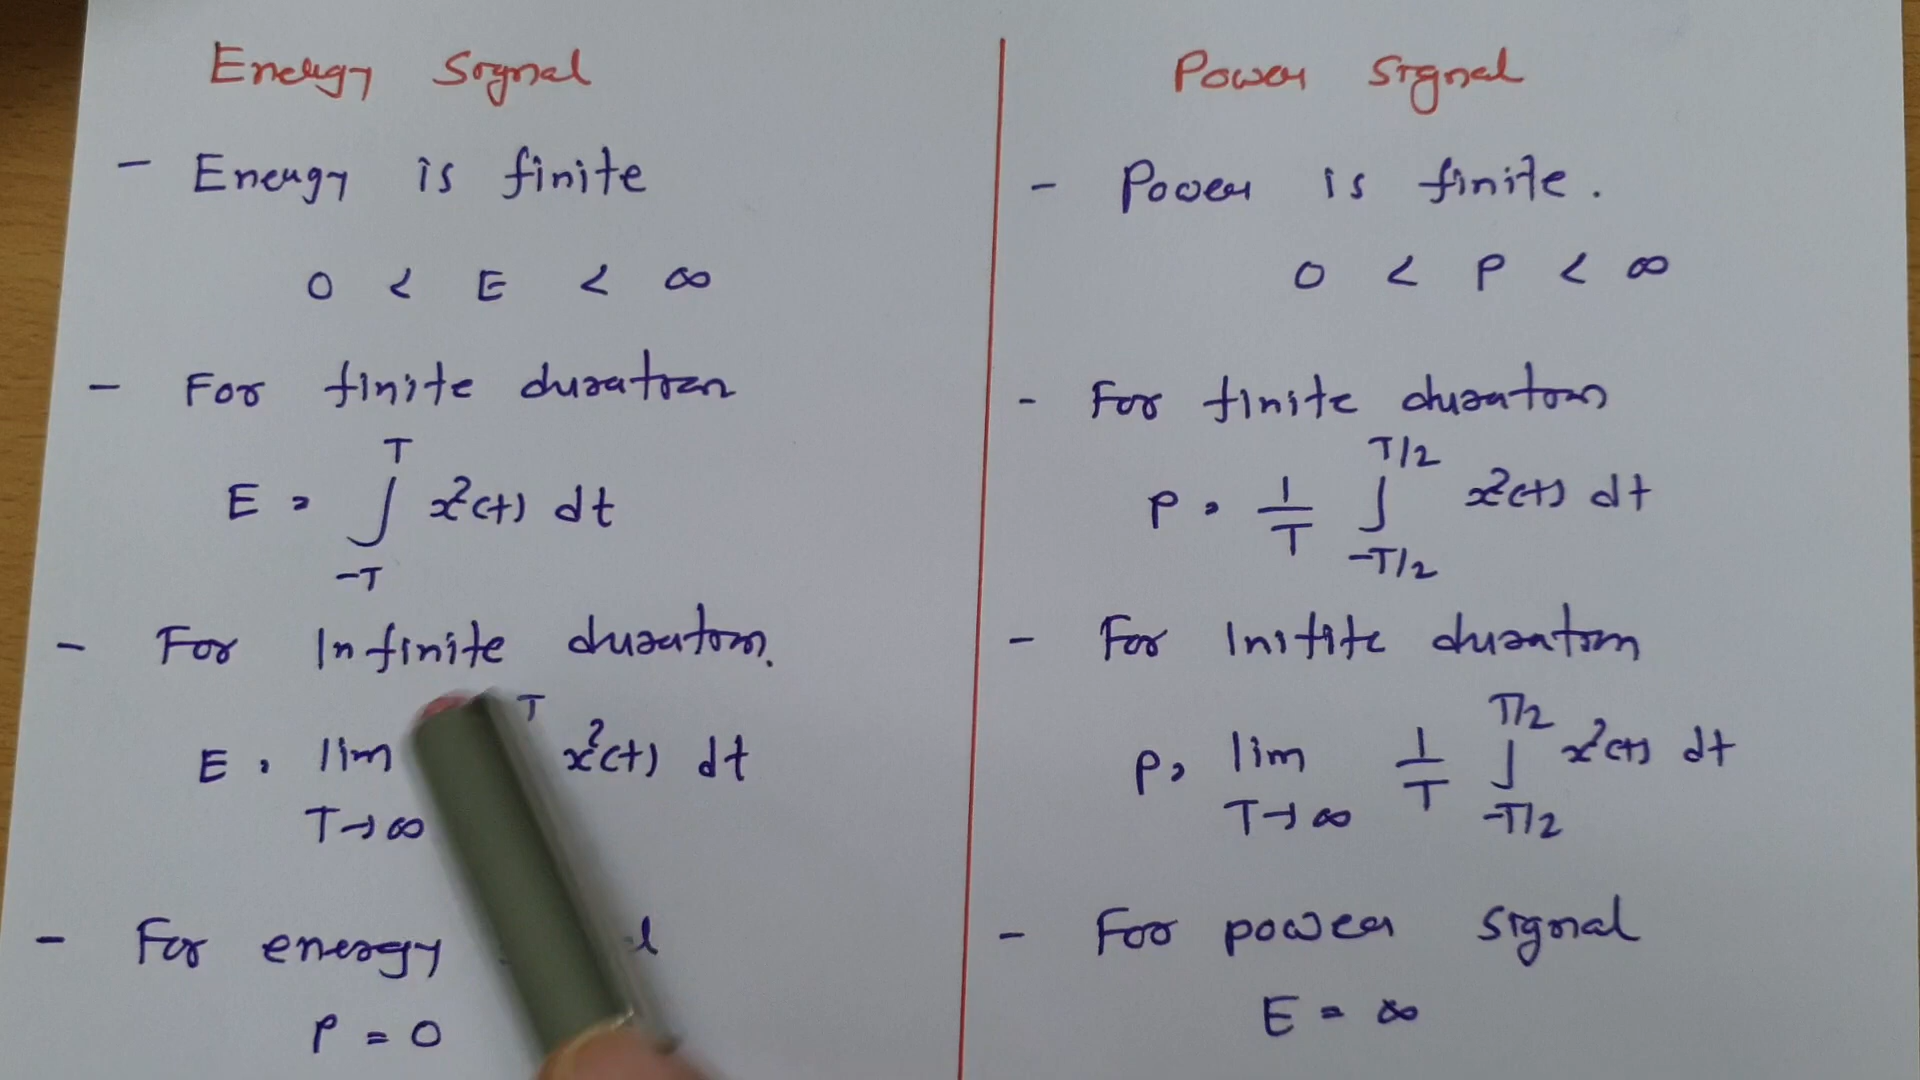 Energy Signal
- Energy is finite
0 < E < ∞
- For finite duration
T
E = ∫ x²(t) dt
-T
- For Infinite duration.
T
E = lim x²(t) dt
T→∞
- For energy
P = 0
Power Signal
- Power is finite.
0 < P < ∞
- For finite duration
T/2
P = 1/T ∫ x²(t) dt
-T/2
- For Initite duration
T/2
P = lim 1/T ∫ x²(t) dt
T→∞ -T/2
- For power signal
E = ∞